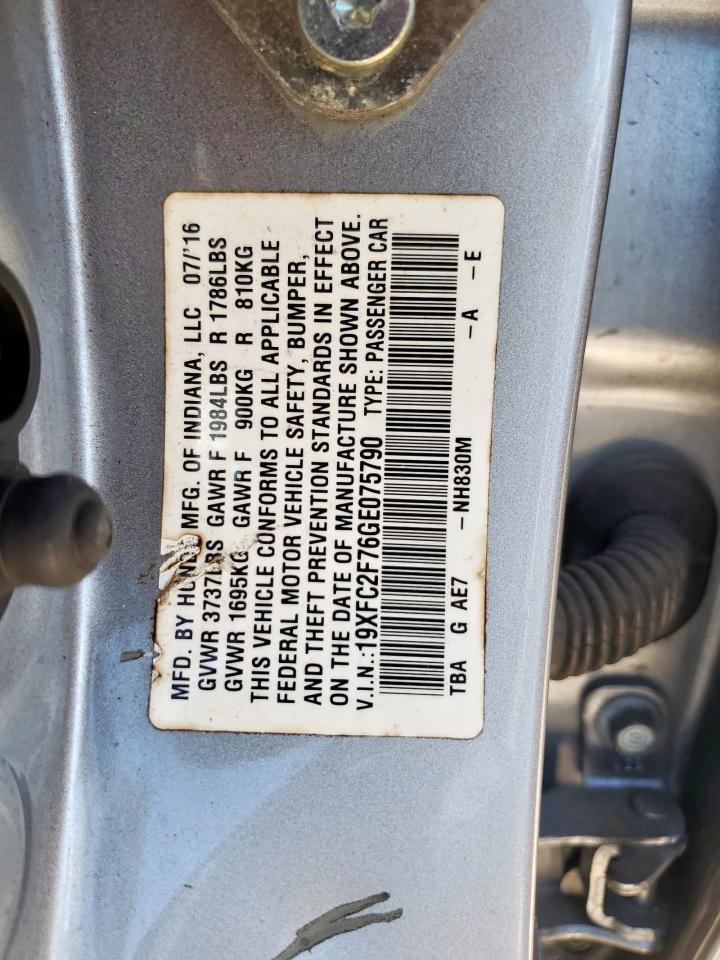 MFD. BY HONDA MFG. OF INDIANA, LLC 07/'16
GVWR 3737LBS GAWR F 1984LBS R 1786LBS
GVWR 1695KG GAWR F 900KG R 810KG
THIS VEHICLE CONFORMS TO ALL APPLICABLE
FEDERAL MOTOR VEHICLE SAFETY, BUMPER,
AND THEFT PREVENTION STANDARDS IN EFFECT
ON THE DATE OF MANUFACTURE SHOWN ABOVE.
V.I.N.:19XFC2F76GE075790 TYPE: PASSENGER CAR
TBA G AE7 -NH830M -A -E